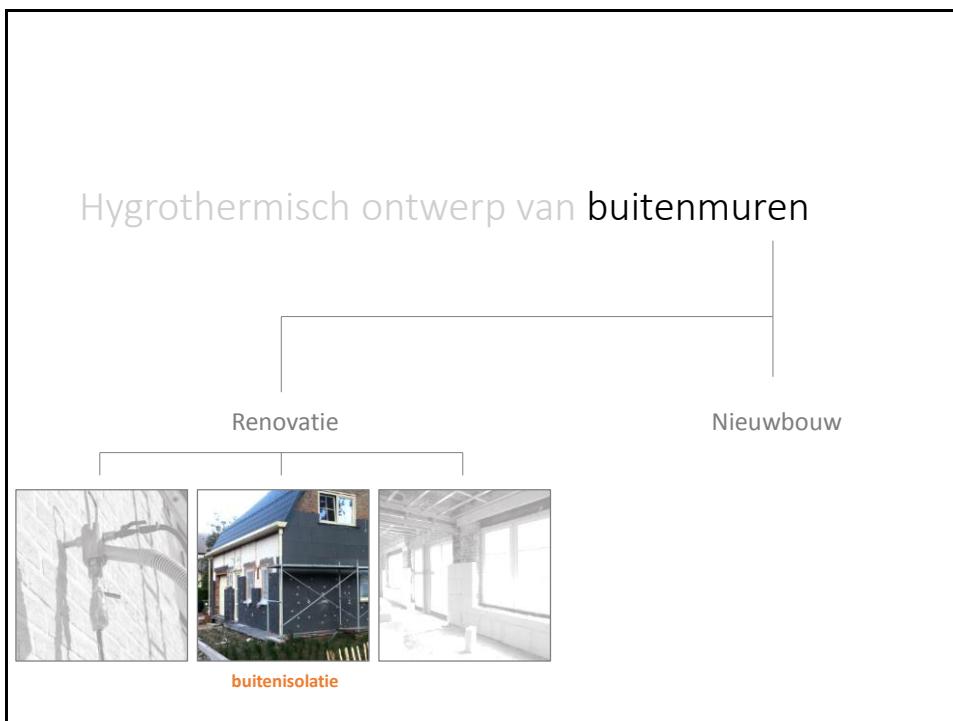 Hygrothermisch ontwerp van buitenmuren
Renovatie
Nieuwbouw
buitenisolatie